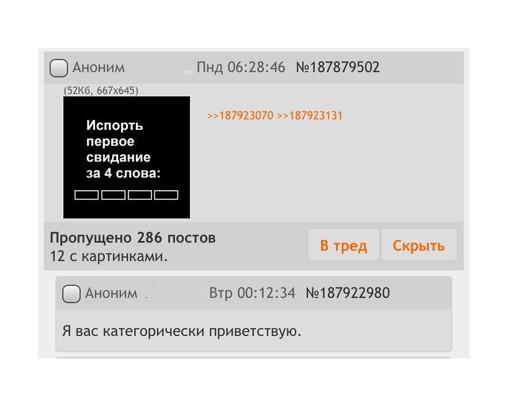 Аноним Пнд 06:28:46 №187879502
(52Кб, 667x645)
>>187923070 >>187923131
Испорть
первое
свидание
за 4 слова:
Пропущено 286 постов
12 с картинками.
В тред Скрыть
Аноним Втр 00:12:34 №187922980
Я вас категорически приветствую.